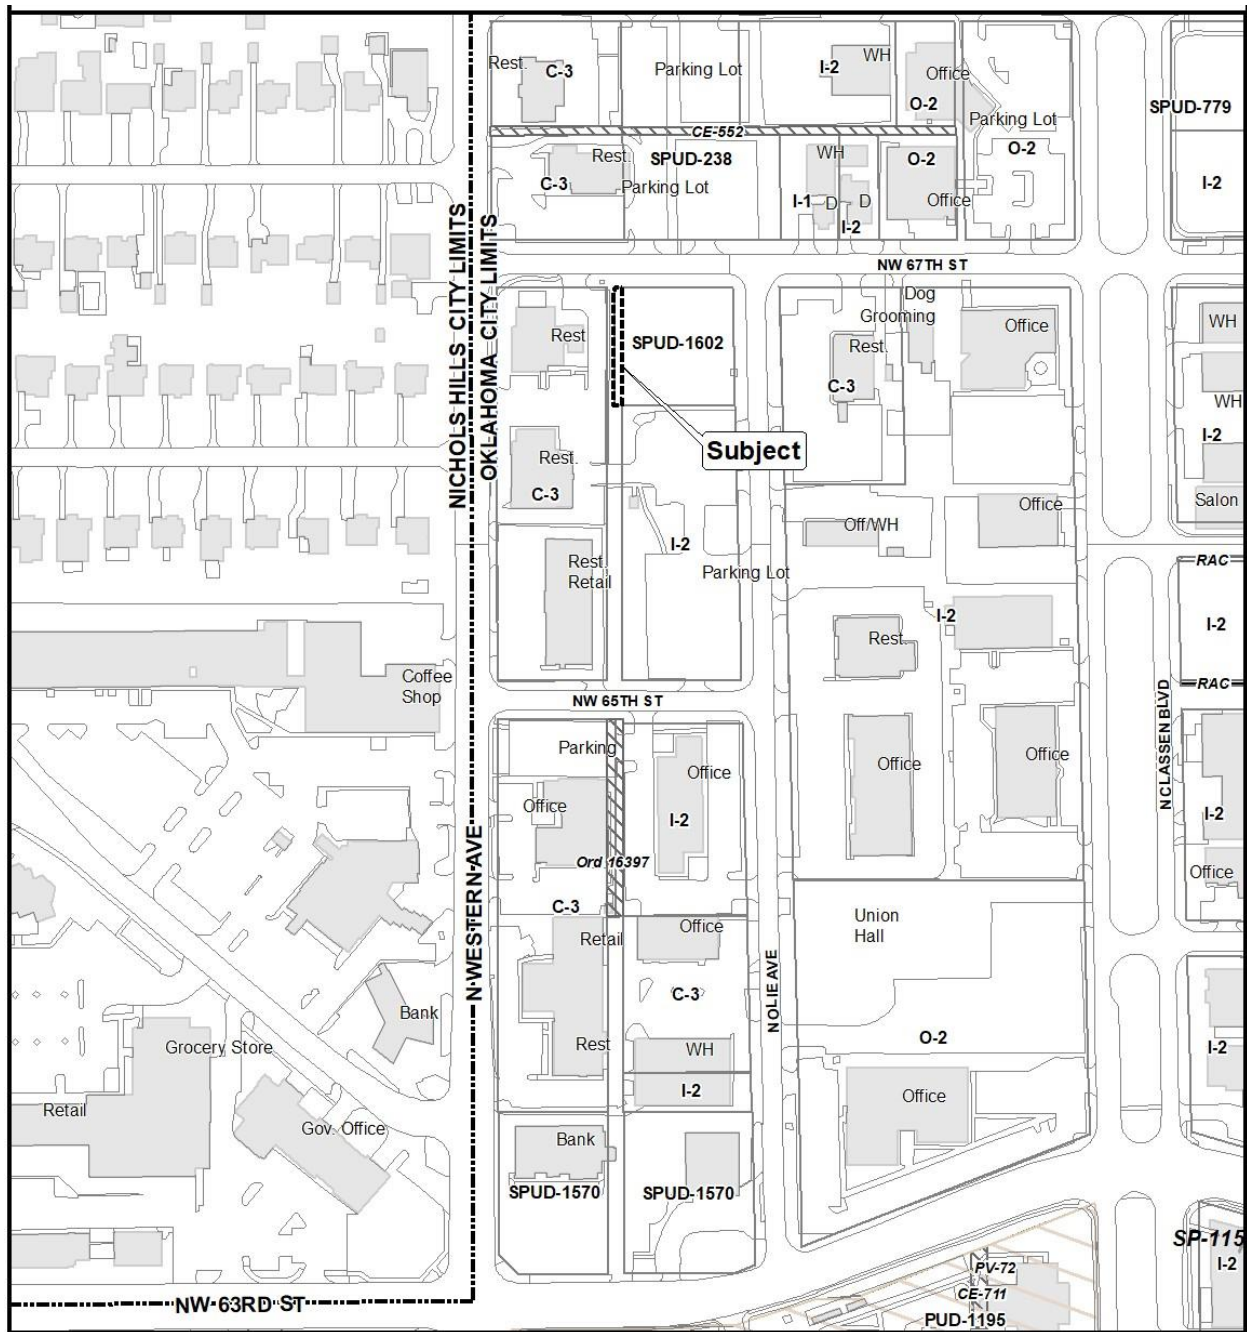 Rest.
C-3
Parking Lot
I-2
WH
Office
O-2
Parking Lot
O-2
SPUD-779
I-2
CE-552
Rest.
C-3
SPUD-238
Parking Lot
WH
I-1
D
D
I-2
O-2
Office
NICHOLS HILLS CITY LIMITS
OKLAHOMA CITY LIMITS
NW 67TH ST
Rest
SPUD-1602
Subject
Dog
Grooming
Rest.
C-3
Office
WH
WH
I-2
Salon
Rest.
C-3
Off/WH
Office
Rest
Retail
I-2
Parking Lot
I-2
Rest.
RAC
I-2
RAC
Coffee
Shop
NW 65TH ST
N CLASSEN BLVD
Parking
Office
Office
I-2
Office
Office
I-2
Office
Ord 16397
C-3
N WESTERN AVE
Retail
Office
C-3
Union
Hall
N OLIE AVE
O-2
Bank
Grocery Store
Rest
WH
I-2
I-2
Retail
Gov. Office
Office
Bank
SPUD-1570
SPUD-1570
SP-115
I-2
PV-72
CE-711
PUD-1195
NW 63RD ST